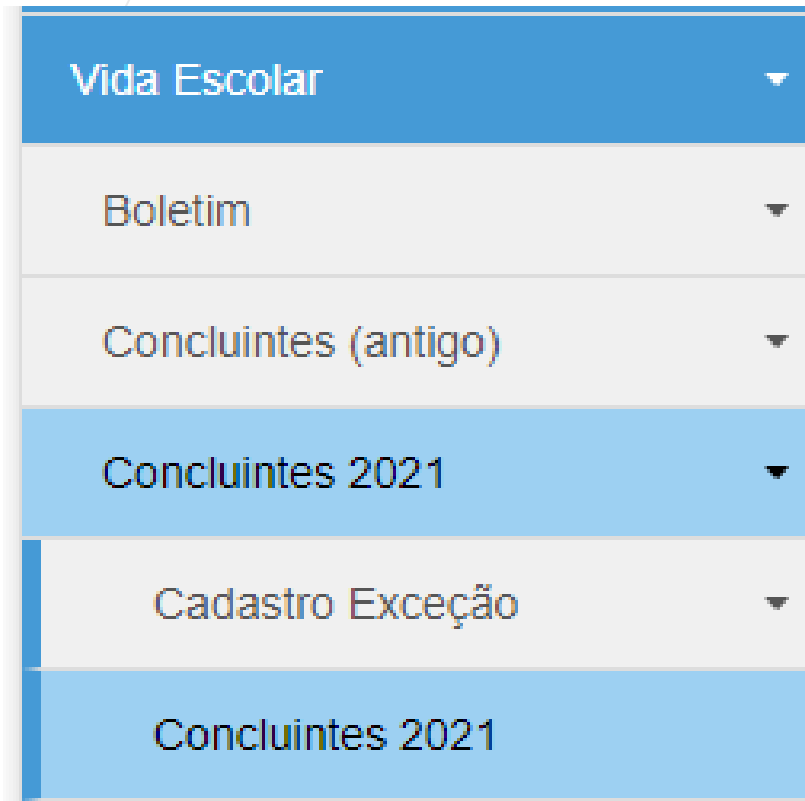 Vida Escolar
Boletim
Concluintes (antigo)
Concluintes 2021
Cadastro Exceção
Concluintes 2021